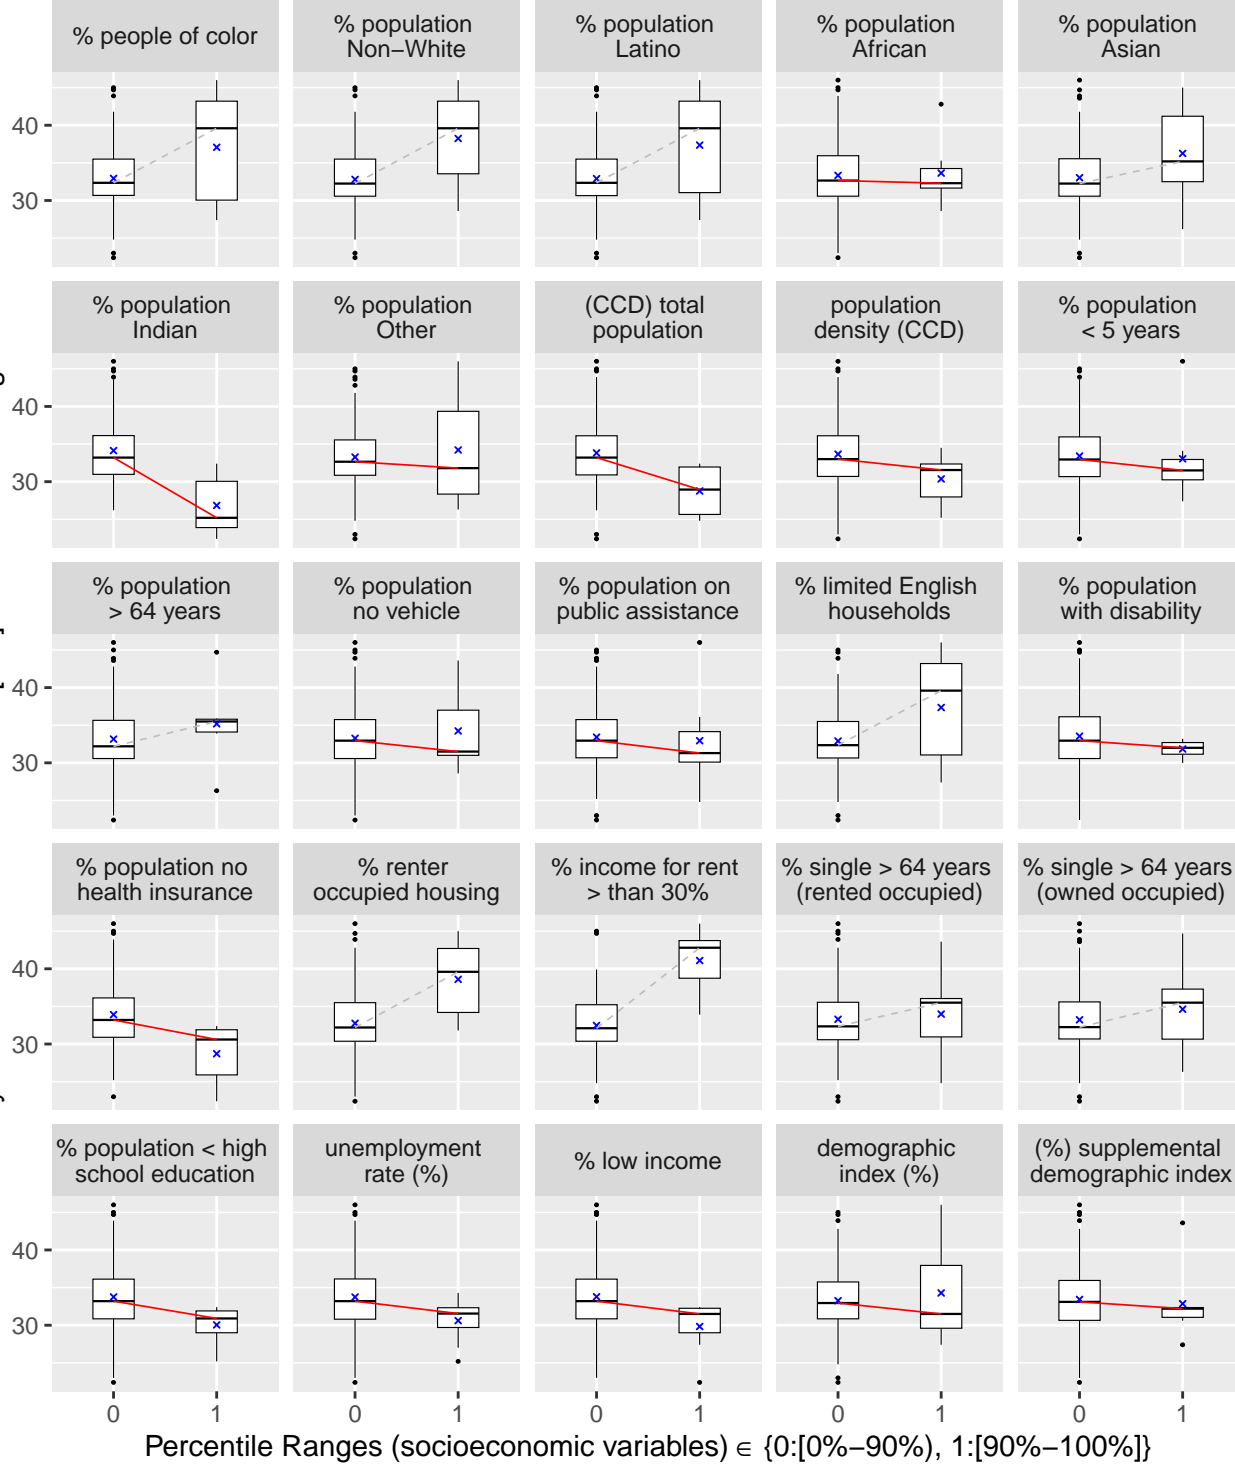 % people of color
% population
Non−White
% population
Latino
% population
African
% population
Asian
40
30
% population
Indian
% population
Other
(CCD) total
population
population
density (CCD)
% population
< 5 years
40
30
% population
> 64 years
% population
no vehicle
% population on
public assistance
% limited English
households
% population
with disability
40
30
% population no
health insurance
% renter
occupied housing
% income for rent
> than 30%
% single > 64 years
(rented occupied)
% single > 64 years
(owned occupied)
40
30
% population < high
school education
unemployment
rate (%)
% low income
demographic
index (%)
(%) supplemental
demographic index
40
30
0 1 0 1 0 1 0 1 0 1
Percentile Ranges (socioeconomic variables) ∈ {0:[0%−90%), 1:[90%−100%]}